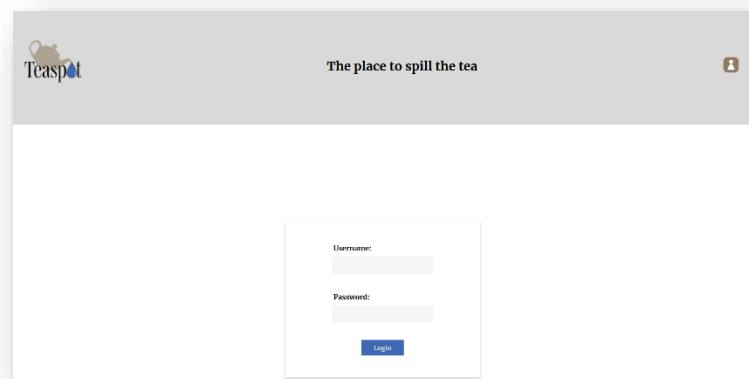 Teaspot
The place to spill the tea
Username:
Password:
Login